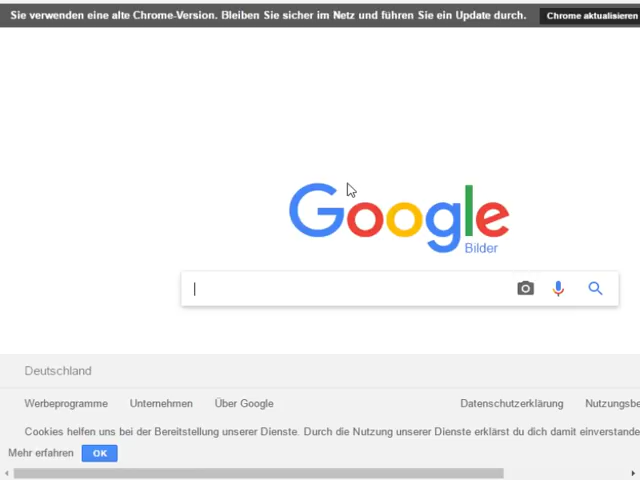 Sie verwenden eine alte Chrome-Version. Bleiben Sie sicher im Netz und führen Sie ein Update durch. Chrome aktualisieren
Google
Bilder
Deutschland
Werbeprogramme Unternehmen Über Google Datenschutzerklärung
Cookies helfen uns bei der Bereitstellung unserer Dienste. Durch die Nutzung unserer Dienste erklärst du dich damit
Mehr erfahren OK